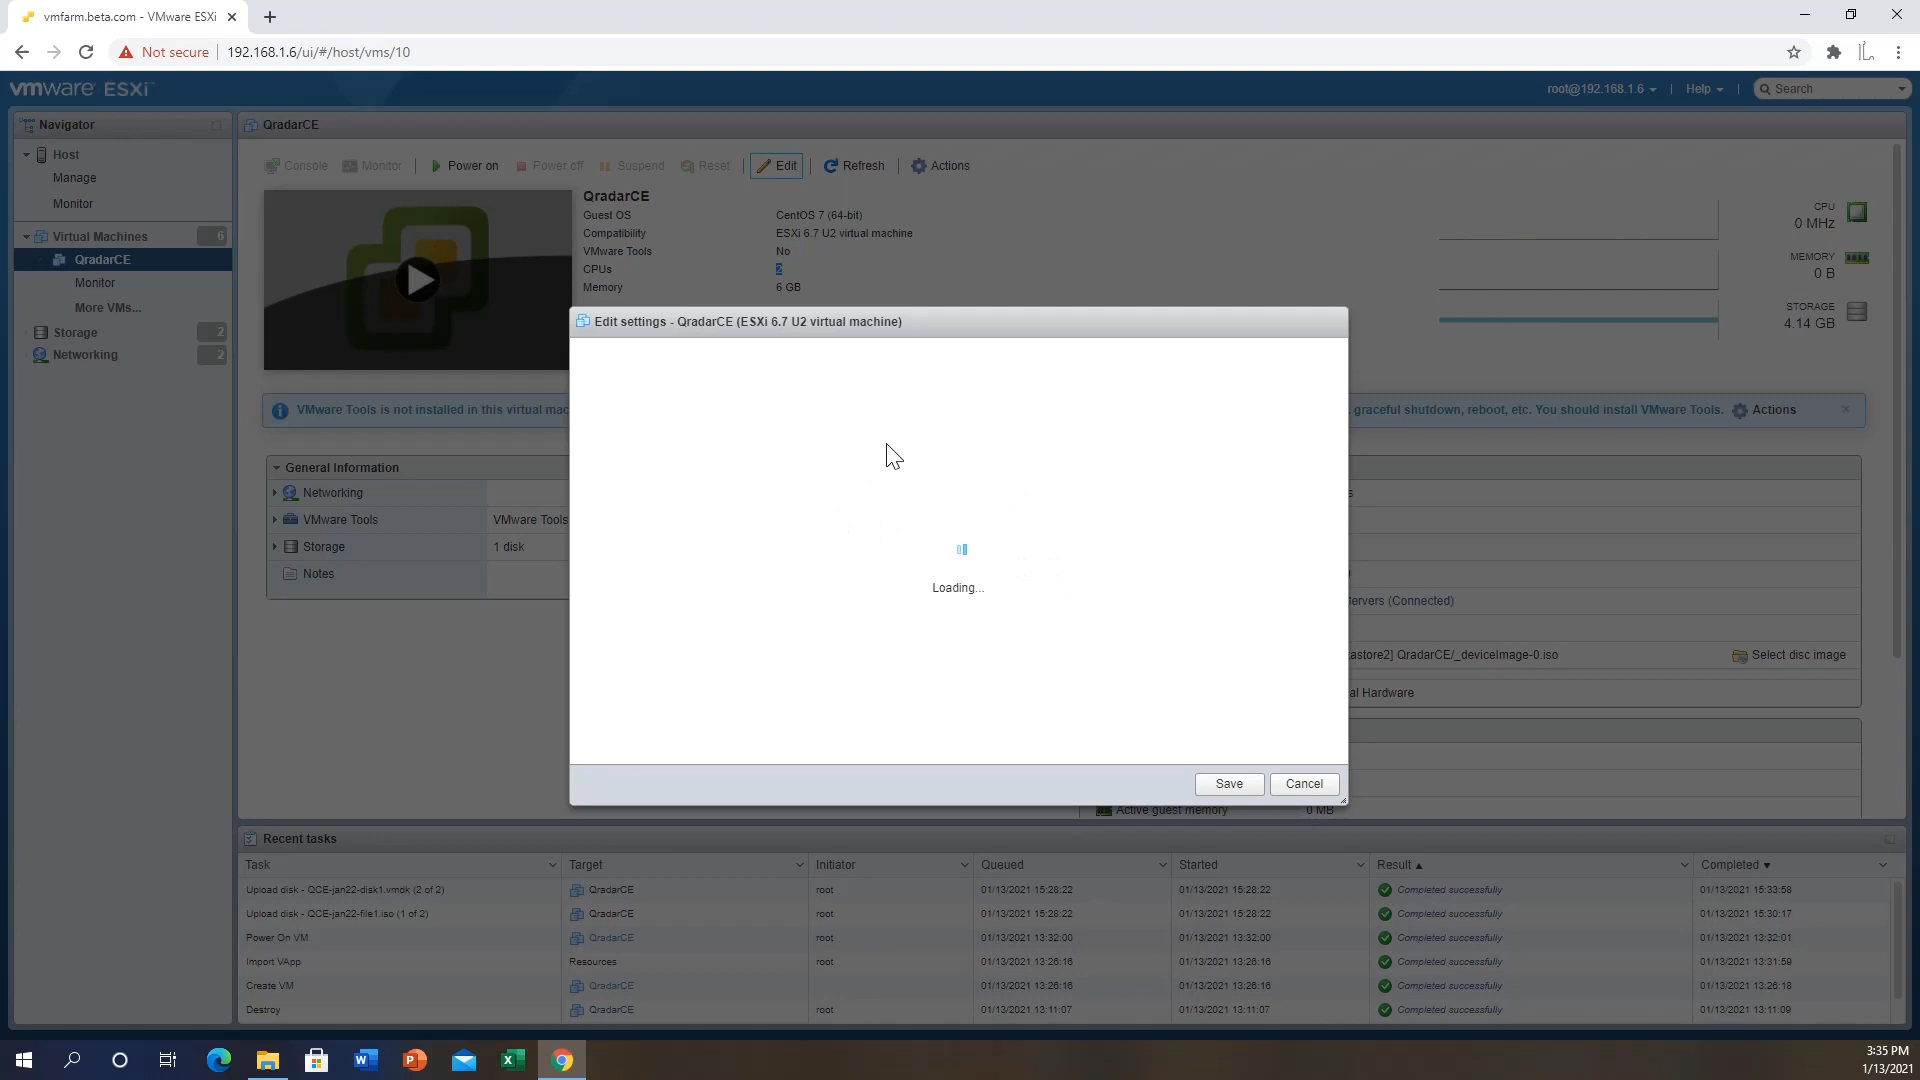 vmfarm.beta.com - VMware ESXi
Not secure
192.168.1.6/ui/#/host/vms/10
vmware ESXi
root@192.168.1.6
Help
Search
Navigator
QradarCE
Host
Manage
Monitor
Virtual Machines
6
QradarCE
Monitor
More VMs...
Storage
2
Networking
2
Console
Monitor
Power on
Power off
Suspend
Reset
Edit
Refresh
Actions
QradarCE
Guest OS
CentOS 7 (64-bit)
Compatibility
ESXi 6.7 U2 virtual machine
VMware Tools
No
CPUs
2
Memory
6 GB
CPU
0 MHz
MEMORY
0 B
STORAGE
4.14 GB
VMware Tools is not installed in this virtual mac
graceful shutdown, reboot, etc. You should install VMware Tools.
Actions
General Information
Networking
VMware Tools
VMware Tools
Storage
1 disk
Notes
Edit settings - QradarCE (ESXi 6.7 U2 virtual machine)
Loading...
Save
Cancel
ervers (Connected)
astore2] QradarCE/_deviceImage-0.iso
Select disc image
al Hardware
Active guest memory
0 MB
Recent tasks
Task Target Initiator Queued Started Result Completed
Upload disk - QCE-jan22-disk1.vmdk (2 of 2) QradarCE root 01/13/2021 15:28:22 01/13/2021 15:28:22 Completed successfully 01/13/2021 15:33:58
Upload disk - QCE-jan22-file1.iso (1 of 2) QradarCE root 01/13/2021 15:28:22 01/13/2021 15:28:22 Completed successfully 01/13/2021 15:30:17
Power On VM QradarCE root 01/13/2021 13:32:00 01/13/2021 13:32:00 Completed successfully 01/13/2021 13:32:01
Import VApp Resources root 01/13/2021 13:26:16 01/13/2021 13:26:16 Completed successfully 01/13/2021 13:31:59
Create VM QradarCE 01/13/2021 13:26:16 01/13/2021 13:26:16 Completed successfully 01/13/2021 13:26:18
Destroy QradarCE root 01/13/2021 13:11:07 01/13/2021 13:11:07 Completed successfully 01/13/2021 13:11:09
3:35 PM
1/13/2021